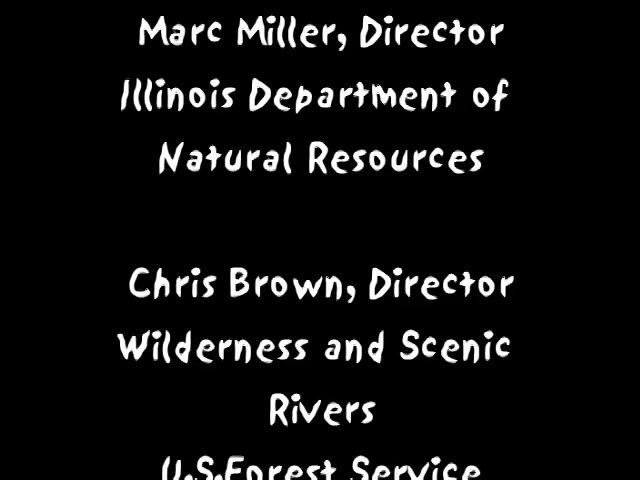 Marc Miller, Director
Illinois Department of
Natural Resources
Chris Brown, Director
Wilderness and Scenic
Rivers
U.S.Forest Service